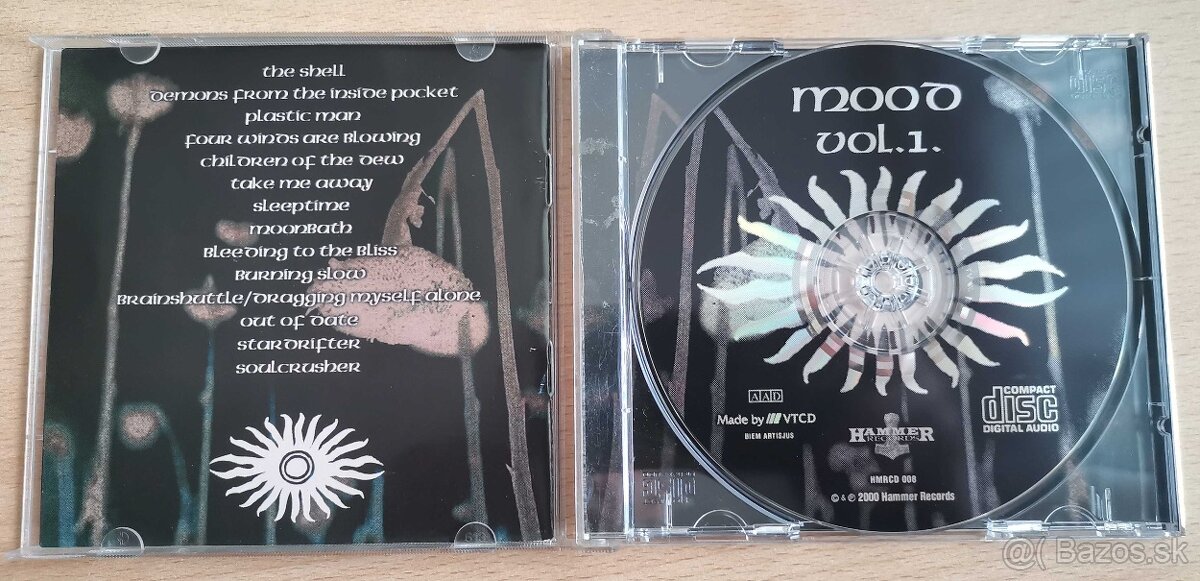 the shell
demons from the inside pocket
plastic man
four winds are blowing
children of the dew
take me away
sleeptime
moonbath
bleeding to the bliss
burning slow
brainshuttle/dragging myself alone
out of date
stardrifter
soulcrusher
mood
vol.1.
AAD
Made by VTCD
BIEM ARTISJUS
HAMMER
RECORDS
COMPACT
disc
DIGITAL AUDIO
HMRCD 008
© & ℗ 2000 Hammer Records
@( Bazos.sk